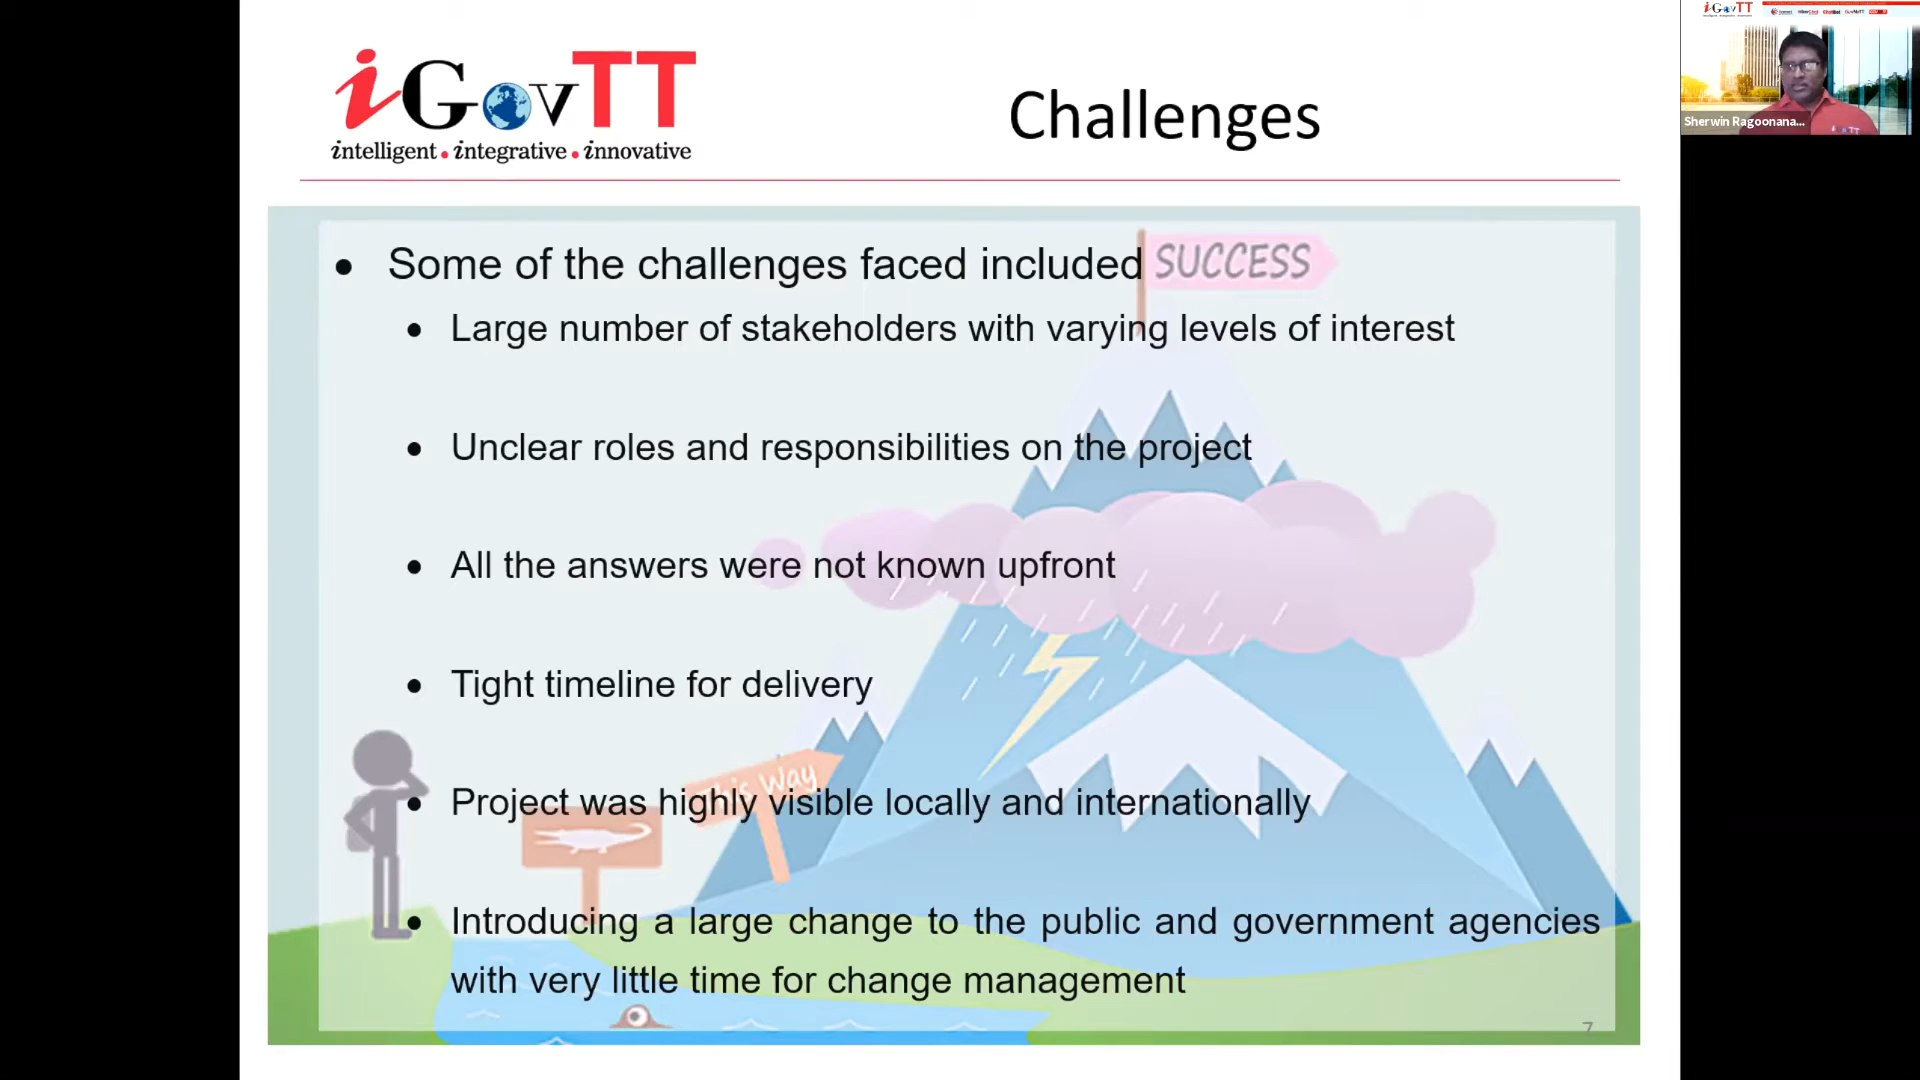 iGovTT
intelligent • integrative • innovative
Challenges
Sherwin Ragoonana...
• Some of the challenges faced included
SUCCESS
• Large number of stakeholders with varying levels of interest
• Unclear roles and responsibilities on the project
• All the answers were not known upfront
• Tight timeline for delivery
This Way
• Project was highly visible locally and internationally
• Introducing a large change to the public and government agencies
with very little time for change management
7